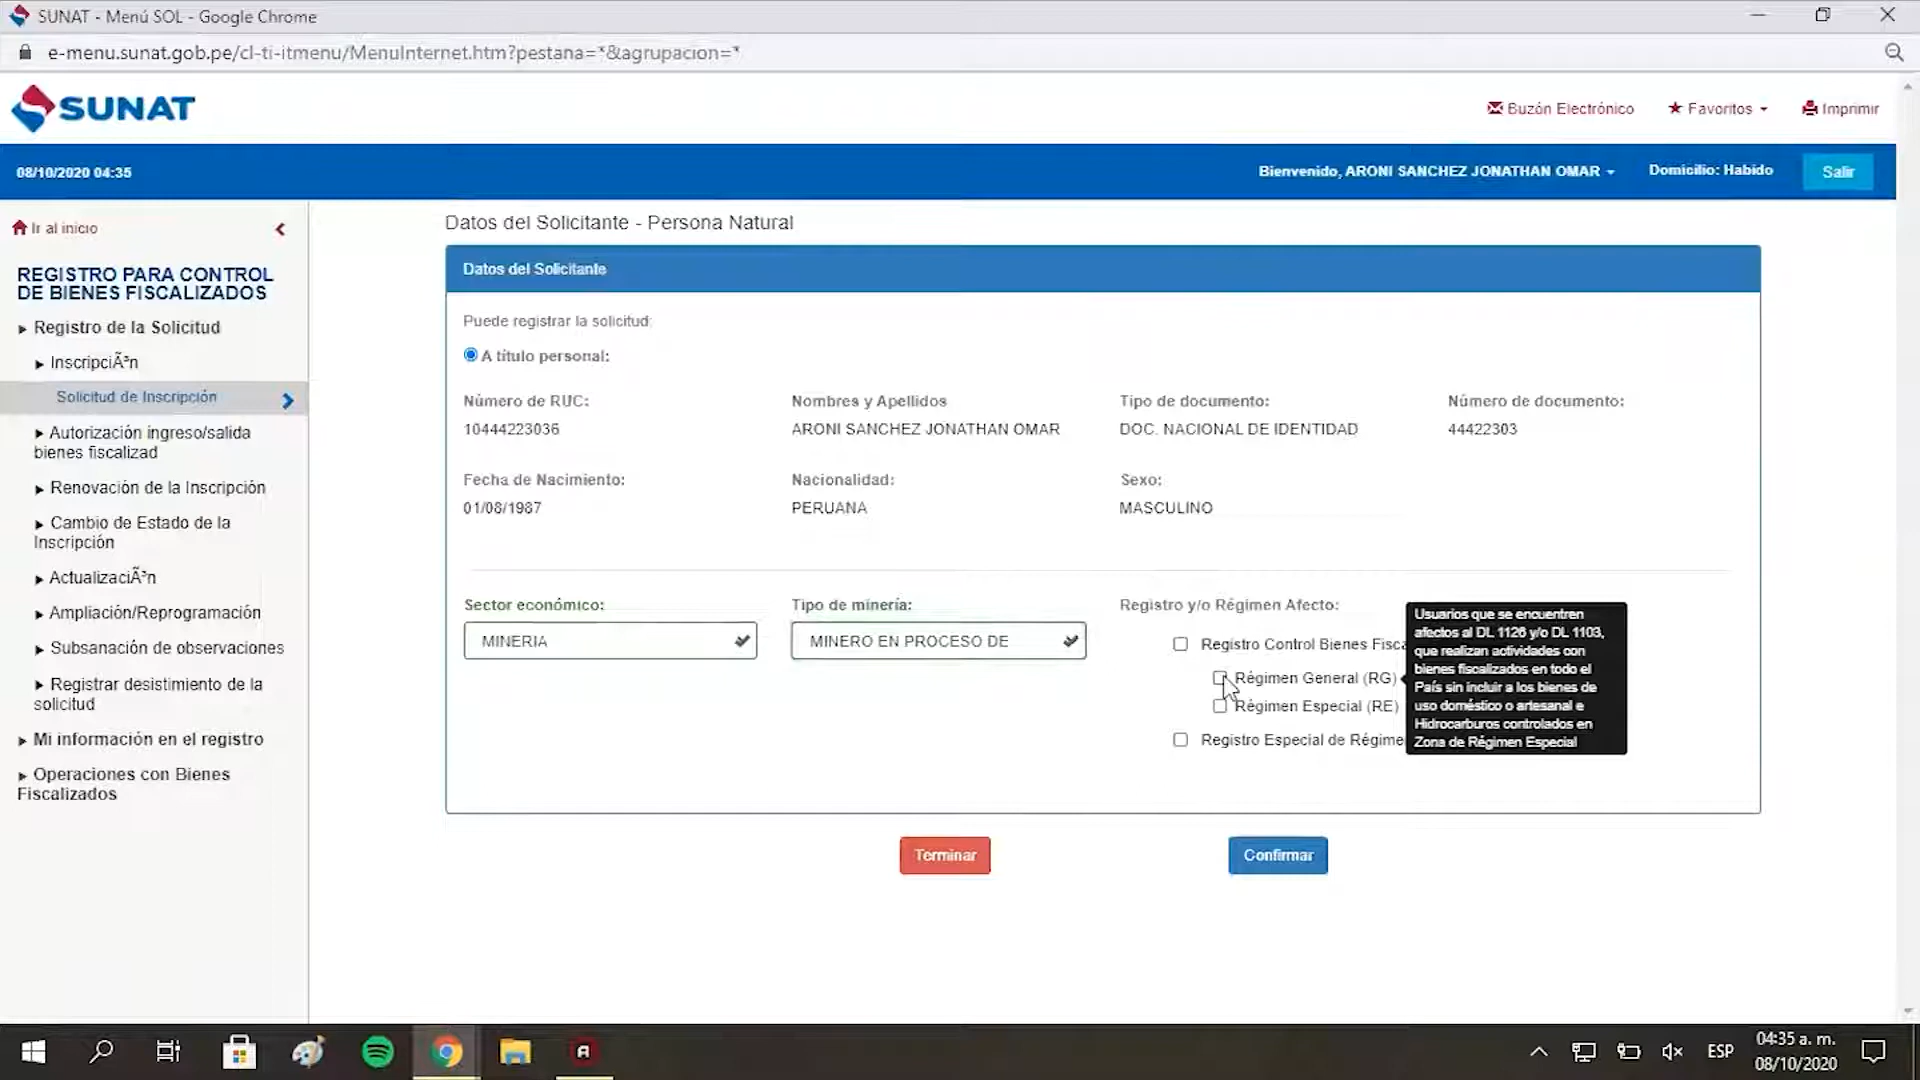 SUNAT - Menú SOL - Google Chrome
e-menu.sunat.gob.pe/cl-ti-itmenu/MenuInternet.htm?pestana=*&agrupacion=*
SUNAT
Buzón Electrónico
Favoritos
Imprimir
08/10/2020 04:35
Bienvenido, ARONI SANCHEZ JONATHAN OMAR
Domicilio: Habido
Salir
Ir al inicio
REGISTRO PARA CONTROL
DE BIENES FISCALIZADOS
Registro de la Solicitud
InscripciÃ³n
Solicitud de Inscripción
Autorización ingreso/salida
bienes fiscalizad
Renovación de la Inscripción
Cambio de Estado de la
Inscripción
ActualizaciÃ³n
Ampliación/Reprogramación
Subsanación de observaciones
Registrar desistimiento de la
solicitud
Mi información en el registro
Operaciones con Bienes
Fiscalizados
Datos del Solicitante - Persona Natural
Datos del Solicitante
Puede registrar la solicitud:
A título personal:
Número de RUC:
10444223036
Nombres y Apellidos
ARONI SANCHEZ JONATHAN OMAR
Tipo de documento:
DOC. NACIONAL DE IDENTIDAD
Número de documento:
44422303
Fecha de Nacimiento:
01/08/1987
Nacionalidad:
PERUANA
Sexo:
MASCULINO
Sector económico:
MINERIA
Tipo de minería:
MINERO EN PROCESO DE
Registro y/o Régimen Afecto:
Registro Control Bienes Fisca
Régimen General (RG)
Régimen Especial (RE)
Registro Especial de Régime
Usuarios que se encuentren
afectos al DL 1126 y/o DL 1103,
que realizan actividades con
bienes fiscalizados en todo el
País sin incluir a los bienes de
uso doméstico o artesanal e
Hidrocarburos controlados en
Zona de Régimen Especial
Terminar
Confirmar
ESP
04:35 a. m.
08/10/2020